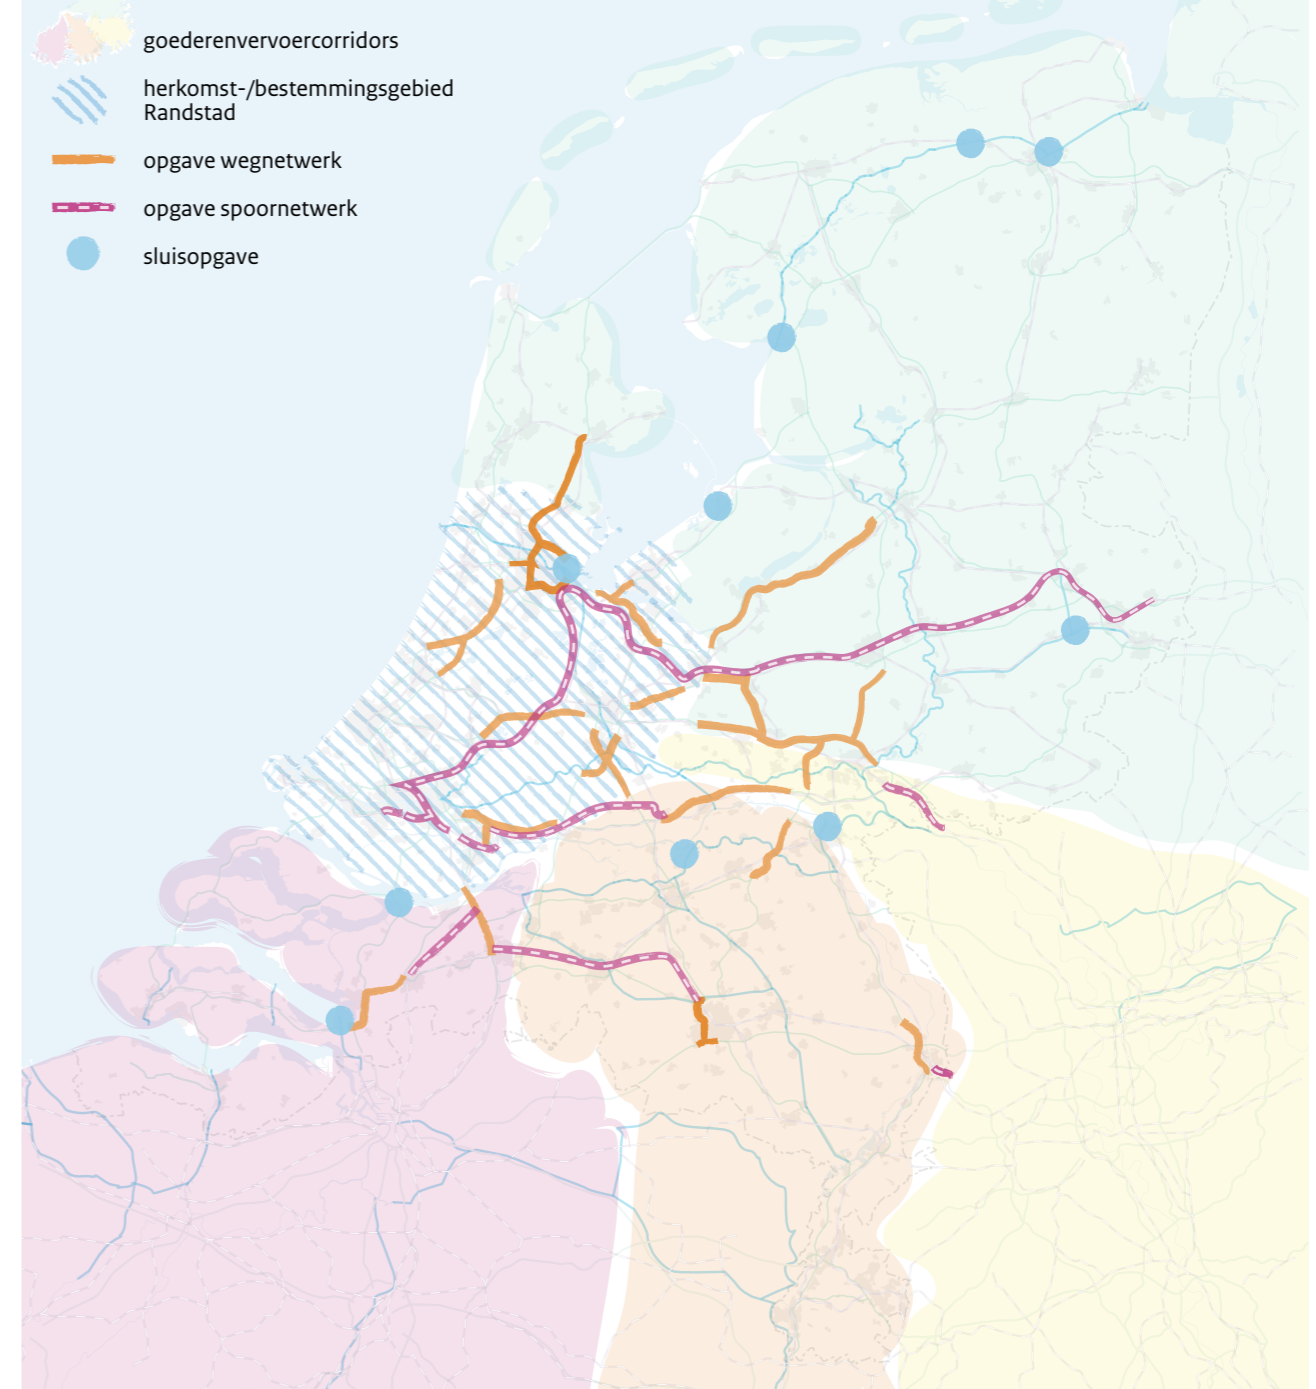 goederenvervoercorridors
herkomst-/bestemmingsgebied
Randstad
opgave wegnetwerk
opgave spoornetwerk
sluisopgave